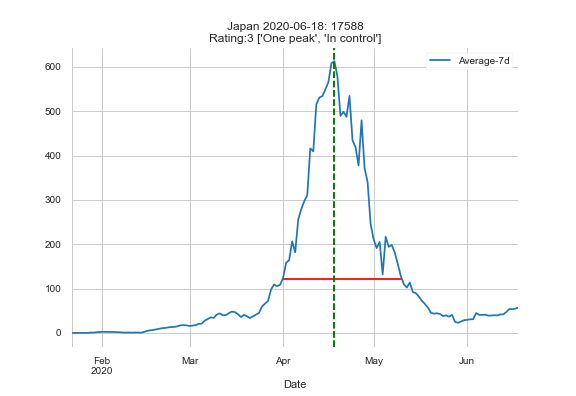 Japan 2020-06-18: 17588
Rating:3 ['One peak', 'In control']
Average-7d
600
500
400
300
200
100
0
Feb
2020
Mar
Apr
May
Jun
Date